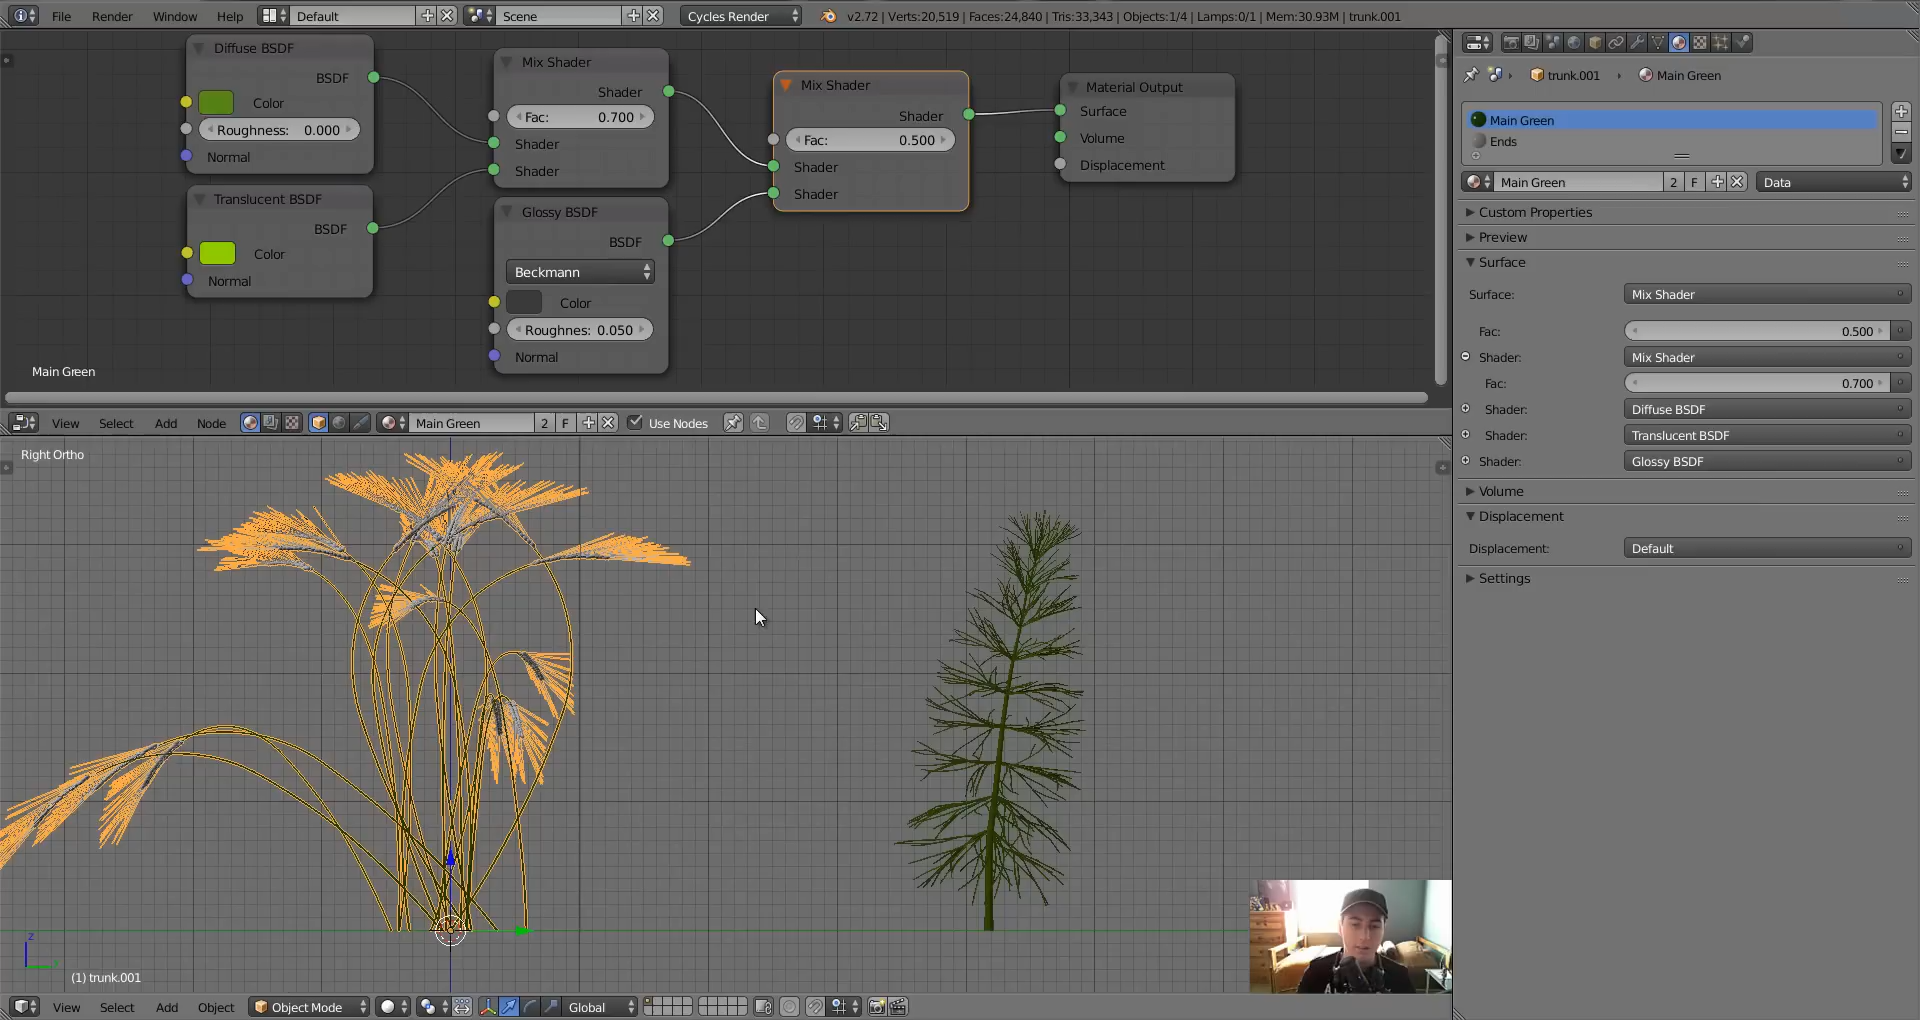 File Render Window Help Default Scene Cycles Render v2.72 | Verts:20,519 | Faces:24,840 | Tris:33,343 | Objects:1/4 | Lamps:0/1 | Mem:30.93M | trunk.001
Diffuse BSDF
BSDF
Color
Roughness: 0.000
Normal
Translucent BSDF
BSDF
Color
Normal
Mix Shader
Shader
Fac: 0.700
Shader
Shader
Glossy BSDF
BSDF
Beckmann
Color
Roughnes: 0.050
Normal
Mix Shader
Shader
Fac: 0.500
Shader
Shader
Material Output
Surface
Volume
Displacement
Main Green
View Select Add Node Main Green 2 F Use Nodes
Right Ortho
z
(1) trunk.001
View Select Add Object Object Mode Global
trunk.001 Main Green
Main Green
Ends
Main Green 2 F Data
Custom Properties
Preview
Surface
Surface: Mix Shader
Fac: 0.500
Shader: Mix Shader
Fac: 0.700
Shader: Diffuse BSDF
Shader: Translucent BSDF
Shader: Glossy BSDF
Volume
Displacement
Displacement: Default
Settings